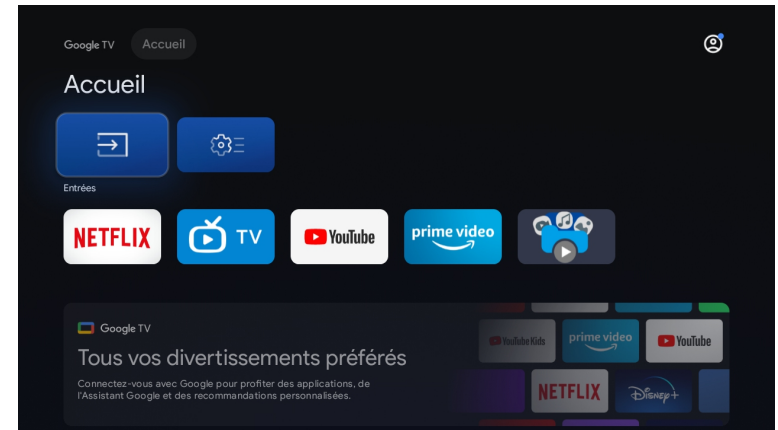 Google TV Accueil
Accueil
Entrées
NETFLIX TV YouTube prime video
Google TV
Tous vos divertissements préférés
Connectez-vous avec Google pour profiter des applications, de
l'Assistant Google et des recommandations personnalisées.
YouTube Kids prime video YouTube
NETFLIX Disney+